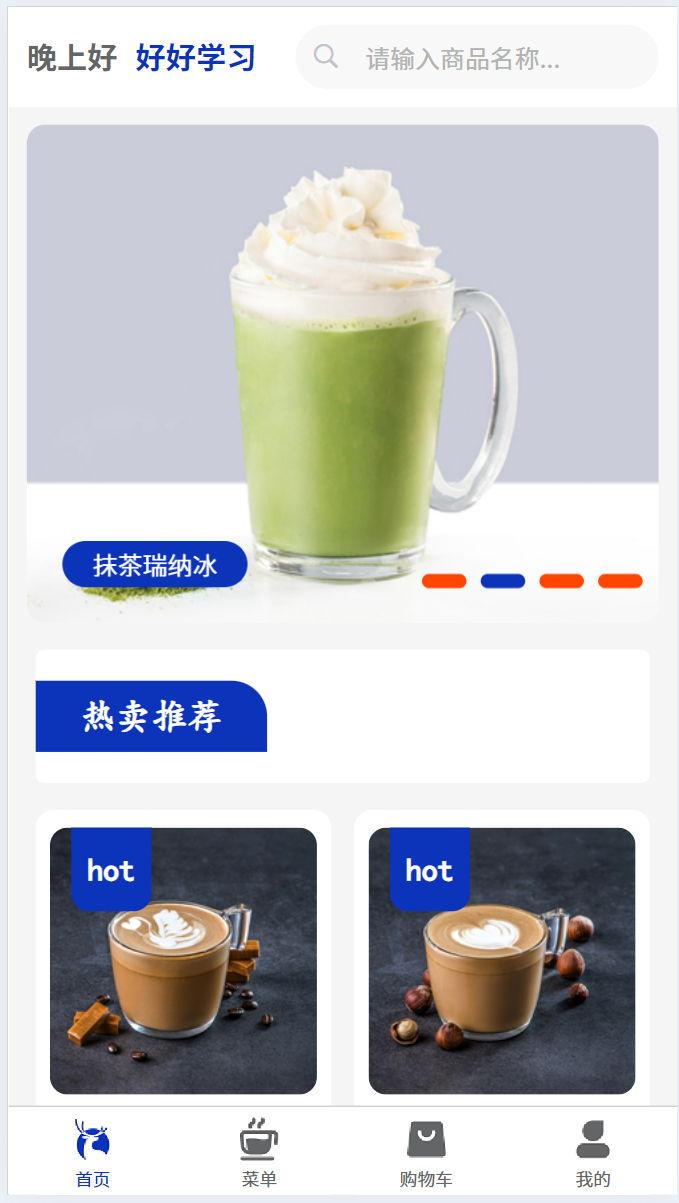 晚上好 好好学习
请输入商品名称...
抹茶瑞纳冰
热卖推荐
hot hot
首页 菜单 购物车 我的